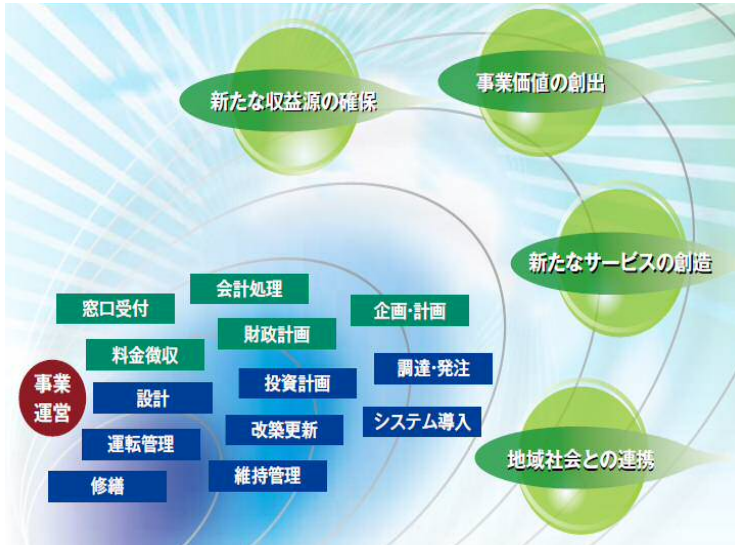 新たな収益源の確保
事業価値の創出
新たなサービスの創造
会計処理
窓口受付
企画・計画
財政計画
料金徴収
事業
運営
調達・発注
投資計画
設計
システム導入
改築更新
運転管理
維持管理
修繕
地域社会との連携